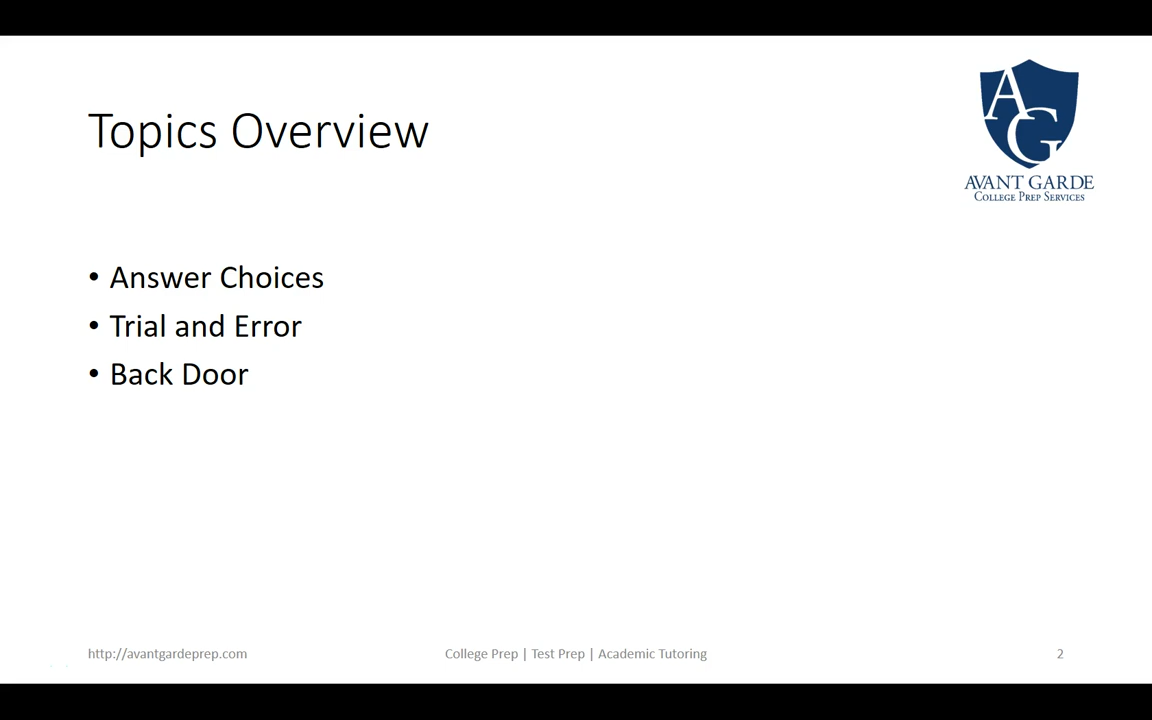 AG
AVANT GARDE
COLLEGE PREP SERVICES
Topics Overview
• Answer Choices
• Trial and Error
• Back Door
http://avantgardeprep.com
College Prep | Test Prep | Academic Tutoring
2